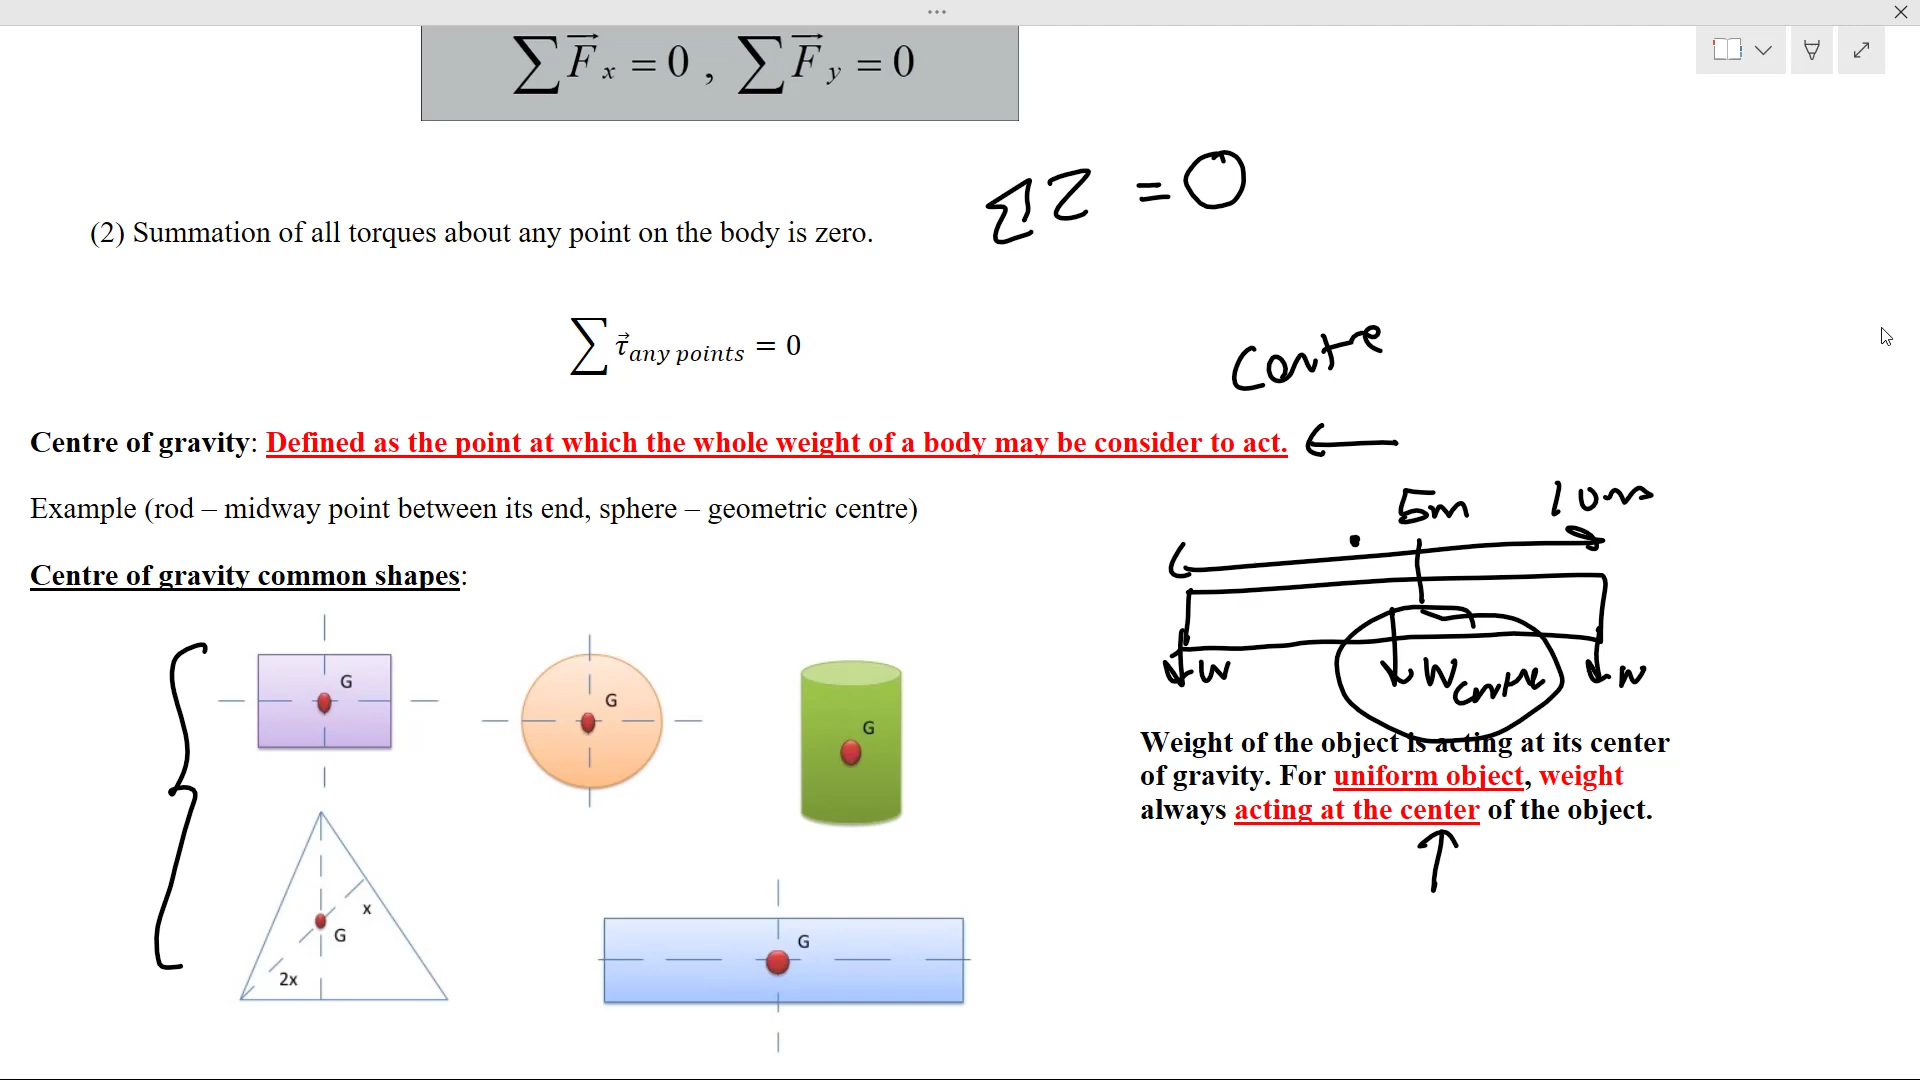 ∑F⃗x = 0 , ∑F⃗y = 0
∑τ = 0
(2) Summation of all torques about any point on the body is zero.
∑τ⃗any points = 0
Centre
Centre of gravity: Defined as the point at which the whole weight of a body may be consider to act.
5m
10m
Example (rod – midway point between its end, sphere – geometric centre)
Centre of gravity common shapes:
W
W centre
W
G
G
G
Weight of the object is acting at its center
of gravity. For uniform object, weight
always acting at the center of the object.
x
G
2x
G